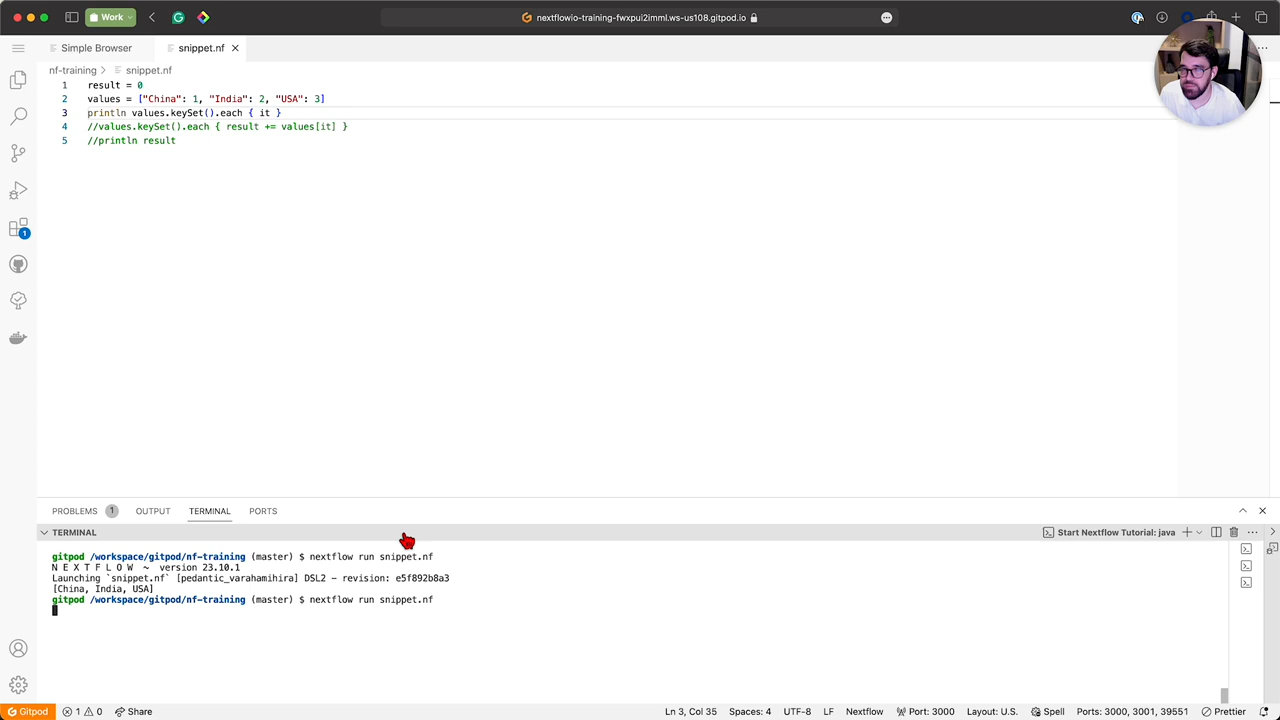 Work
nextflowio-training-fwxpui2imml.ws-us108.gitpod.io
Simple Browser
snippet.nf
nf-training > snippet.nf
1 result = 0
2 values = ["China": 1, "India": 2, "USA": 3]
3 println values.keySet().each { it }
4 //values.keySet().each { result += values[it] }
5 //println result
1
PROBLEMS 1 OUTPUT TERMINAL PORTS
TERMINAL
Start Nextflow Tutorial: java
gitpod /workspace/gitpod/nf-training (master) $ nextflow run snippet.nf
N E X T F L O W ~ version 23.10.1
Launching `snippet.nf` [pedantic_varahamihira] DSL2 - revision: e5f892b8a3
[China, India, USA]
gitpod /workspace/gitpod/nf-training (master) $ nextflow run snippet.nf
Gitpod 1 0 Share Ln 3, Col 35 Spaces: 4 UTF-8 LF Nextflow Port: 3000 Layout: U.S. Spell Ports: 3000, 3001, 39551 Prettier